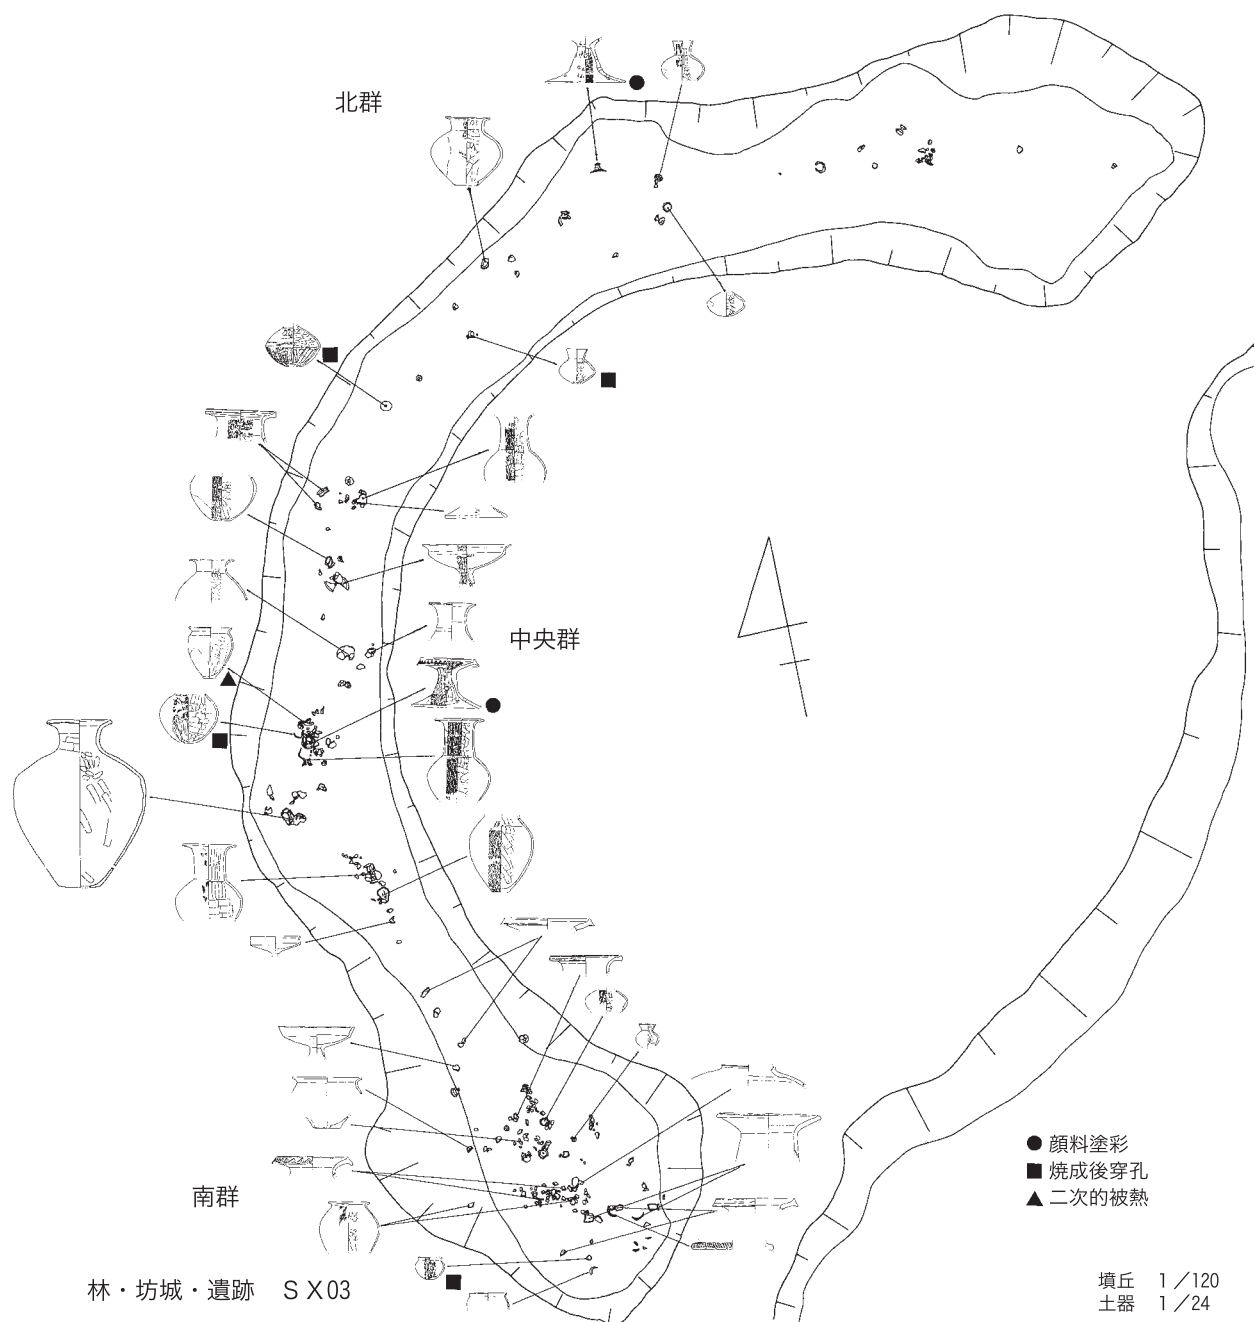 北群
中央群
● 顔料塗彩
■ 焼成後穿孔
▲ 二次的被熱
南群
林・坊城・遺跡 SX03
墳丘 1/120
土器 1/24